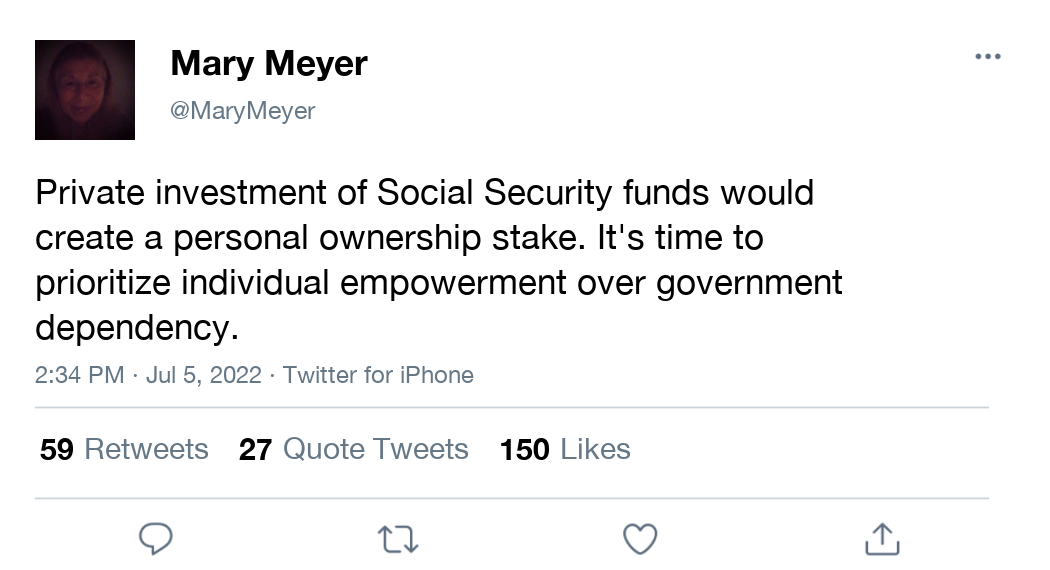 Mary Meyer
@MaryMeyer
Private investment of Social Security funds would
create a personal ownership stake. It's time to
prioritize individual empowerment over government
dependency.
2:34 PM · Jul 5, 2022 · Twitter for iPhone
59 Retweets 27 Quote Tweets 150 Likes